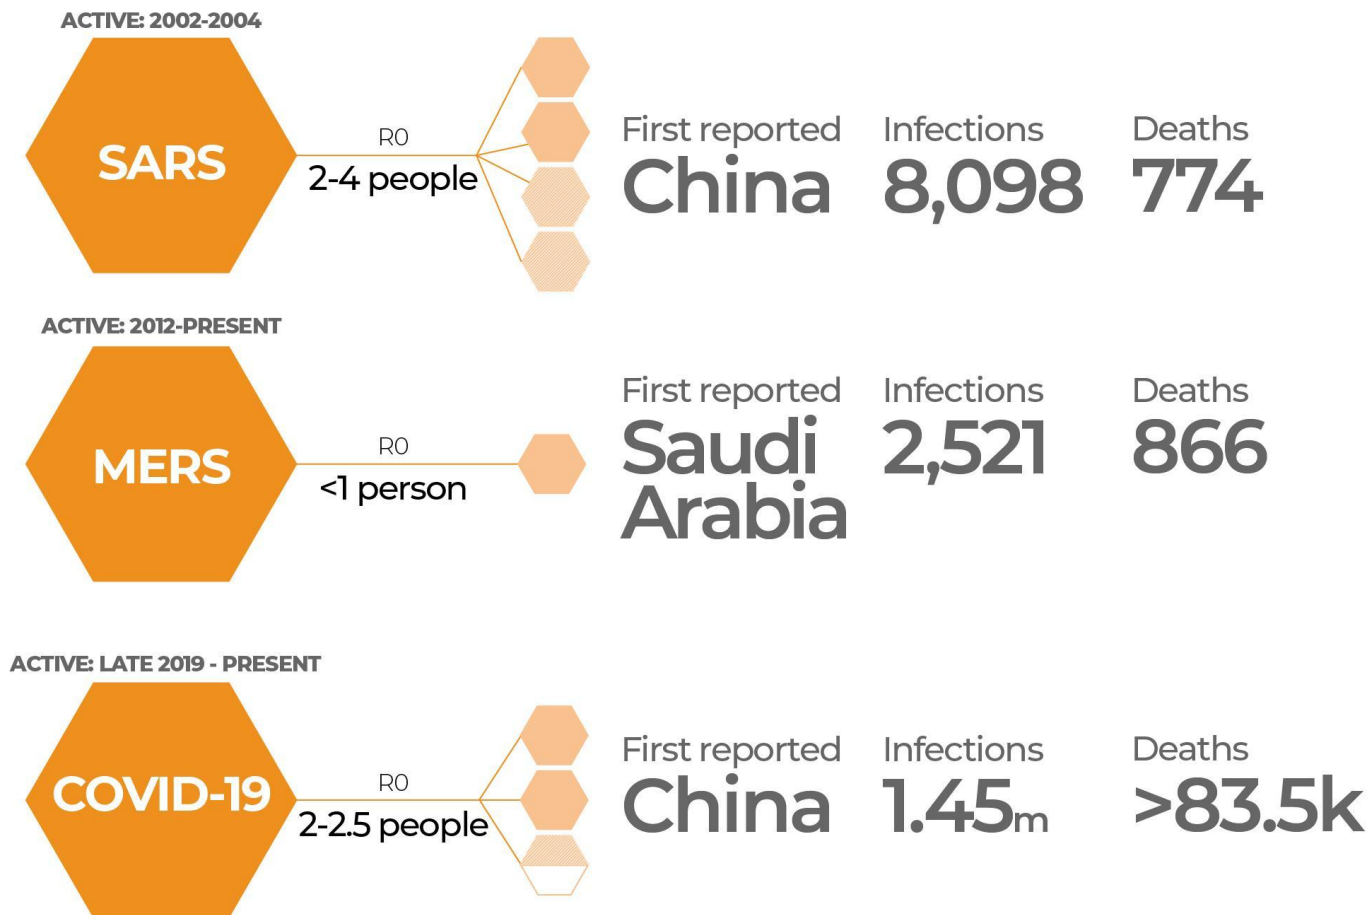 ACTIVE: 2002-2004
SARS
R0
2-4 people
First reported
China
Infections
8,098
Deaths
774
ACTIVE: 2012-PRESENT
MERS
R0
<1 person
First reported
Saudi
Arabia
Infections
2,521
Deaths
866
ACTIVE: LATE 2019 - PRESENT
COVID-19
R0
2-2.5 people
First reported
China
Infections
1.45m
Deaths
>83.5k